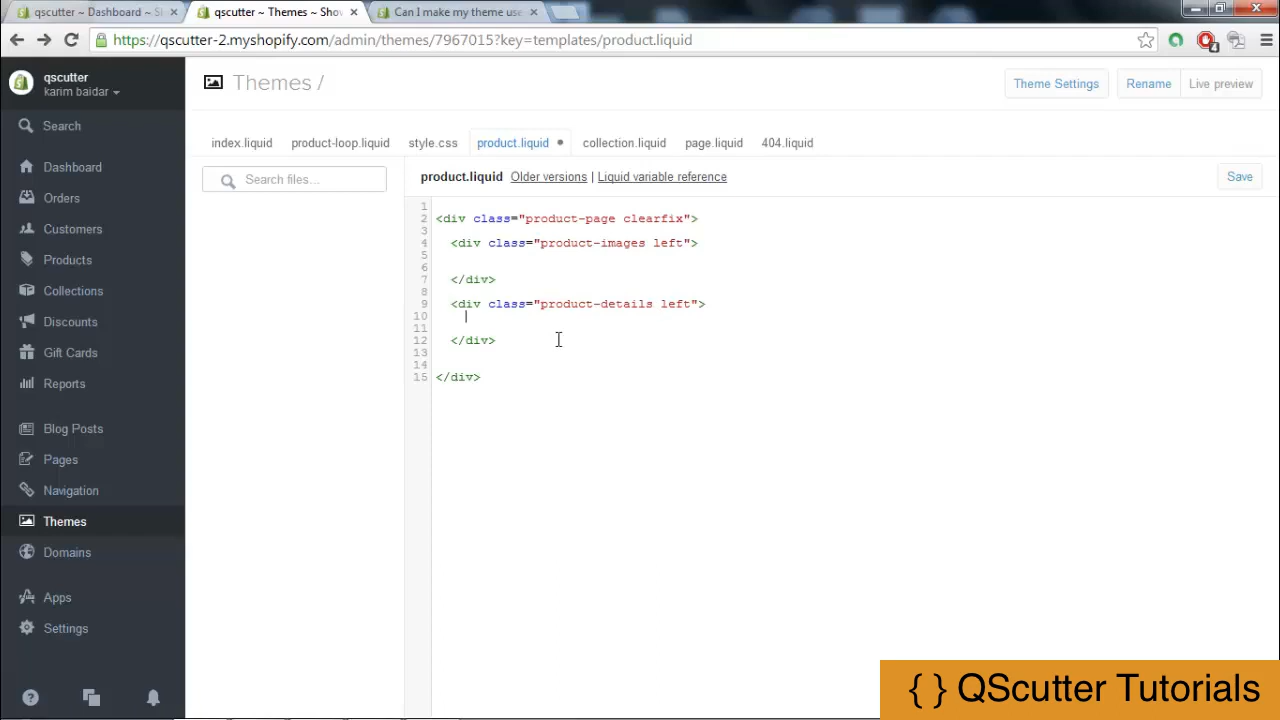 qscutter ~ Dashboard ~ S
qscutter ~ Themes ~ Sho
Can I make my theme use
https://qscutter-2.myshopify.com/admin/themes/7967015?key=templates/product.liquid
4
qscutter
karim baidar
Themes /
Theme Settings
Rename
Live preview
Search
Dashboard
Orders
Customers
Products
Collections
Discounts
Gift Cards
Reports
Blog Posts
Pages
Navigation
Themes
Domains
Apps
Settings
index.liquid
product-loop.liquid
style.css
product.liquid
collection.liquid
page.liquid
404.liquid
Search files...
product.liquid Older versions | Liquid variable reference
Save
1
2 <div class="product-page clearfix">
3
4 <div class="product-images left">
5
6
7 </div>
8
9 <div class="product-details left">
10
11
12 </div>
13
14
15 </div>
{ } QScutter Tutorials